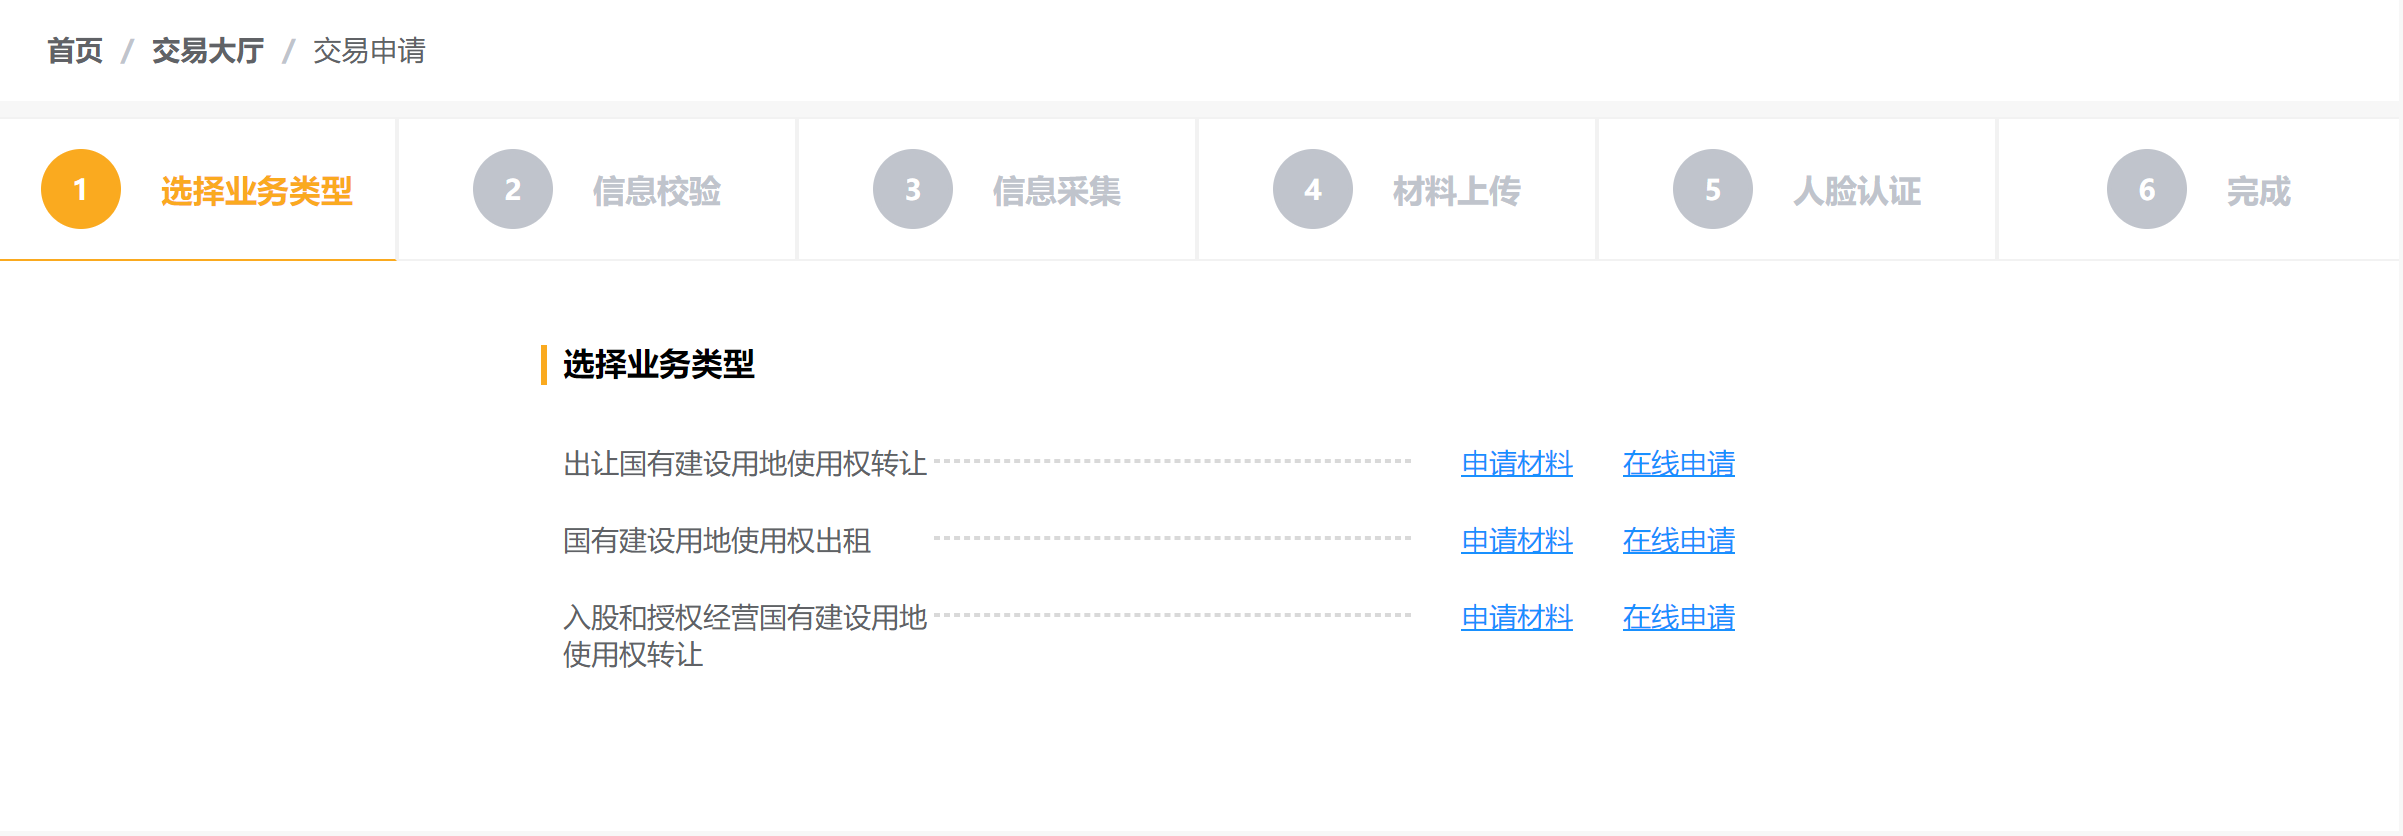 首页 / 交易大厅 / 交易申请
1 选择业务类型 2 信息校验 3 信息采集 4 材料上传 5 人脸认证 6 完成
选择业务类型
出让国有建设用地使用权转让 申请材料 在线申请
国有建设用地使用权出租 申请材料 在线申请
入股和授权经营国有建设用地 申请材料 在线申请
使用权转让